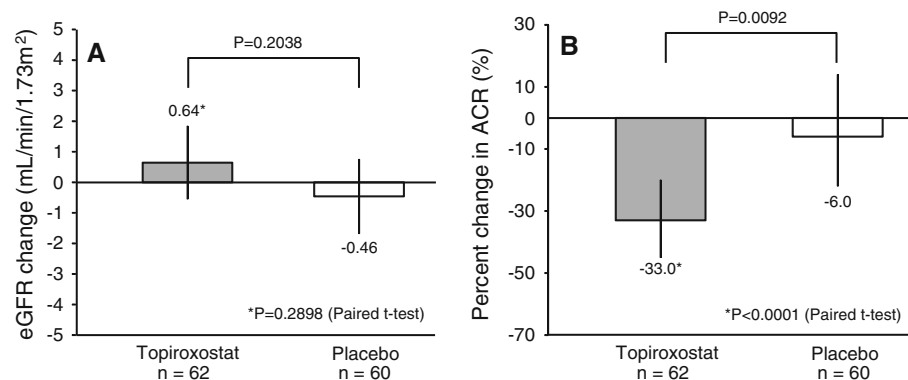 A
P=0.2038
eGFR change (mL/min/1.73m²)
5
4
3
2
1
0
-1
-2
-3
-4
-5
0.64*
-0.46
*P=0.2898 (Paired t-test)
Topiroxostat
n = 62
Placebo
n = 60
B
P=0.0092
Percent change in ACR (%)
30
10
0
-10
-30
-50
-70
-33.0*
-6.0
*P<0.0001 (Paired t-test)
Topiroxostat
n = 62
Placebo
n = 60